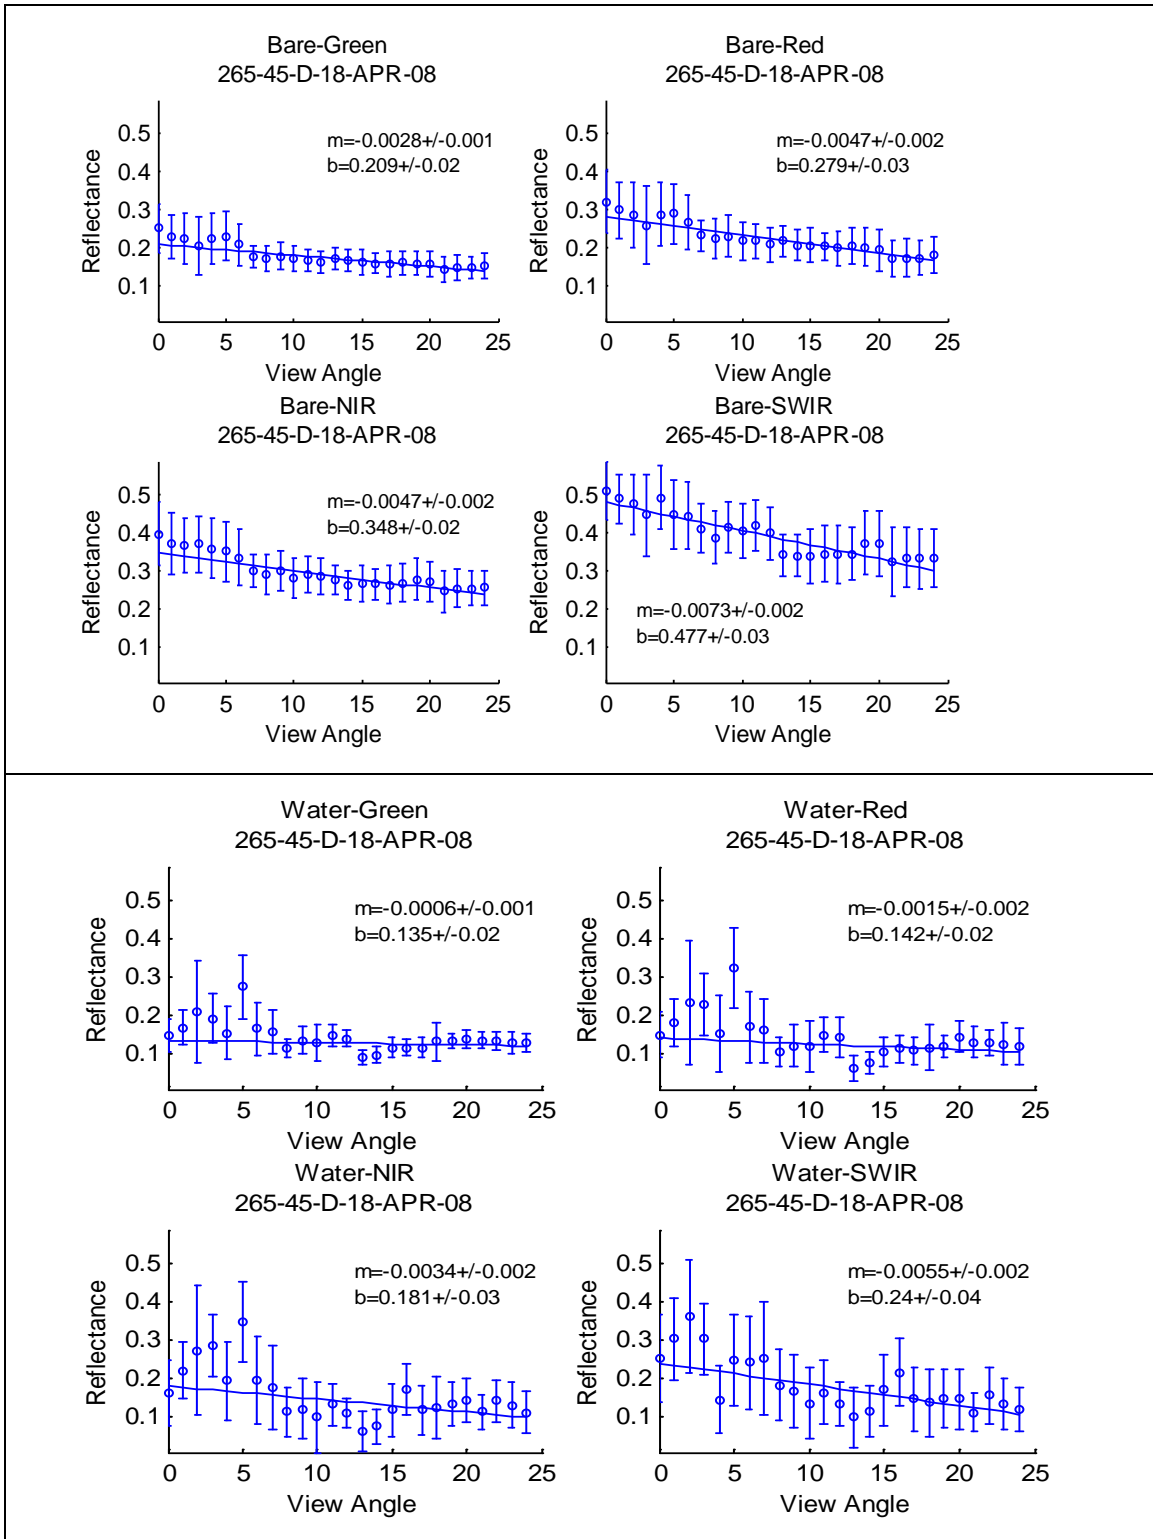 Bare-Green
265-45-D-18-APR-08
m=-0.0028+/-0.001
b=0.209+/-0.02
Reflectance
0.5
0.4
0.3
0.2
0.1
0 5 10 15 20 25
View Angle
Bare-Red
265-45-D-18-APR-08
m=-0.0047+/-0.002
b=0.279+/-0.03
Reflectance
0.5
0.4
0.3
0.2
0.1
0 5 10 15 20 25
View Angle
Bare-NIR
265-45-D-18-APR-08
m=-0.0047+/-0.002
b=0.348+/-0.02
Reflectance
0.5
0.4
0.3
0.2
0.1
0 5 10 15 20 25
View Angle
Bare-SWIR
265-45-D-18-APR-08
Reflectance
0.5
0.4
0.3
0.2
0.1
m=-0.0073+/-0.002
b=0.477+/-0.03
0 5 10 15 20 25
View Angle
Water-Green
265-45-D-18-APR-08
m=-0.0006+/-0.001
b=0.135+/-0.02
Reflectance
0.5
0.4
0.3
0.2
0.1
0 5 10 15 20 25
View Angle
Water-Red
265-45-D-18-APR-08
m=-0.0015+/-0.002
b=0.142+/-0.02
Reflectance
0.5
0.4
0.3
0.2
0.1
0 5 10 15 20 25
View Angle
Water-NIR
265-45-D-18-APR-08
m=-0.0034+/-0.002
b=0.181+/-0.03
Reflectance
0.5
0.4
0.3
0.2
0.1
0 5 10 15 20 25
View Angle
Water-SWIR
265-45-D-18-APR-08
m=-0.0055+/-0.002
b=0.24+/-0.04
Reflectance
0.5
0.4
0.3
0.2
0.1
0 5 10 15 20 25
View Angle